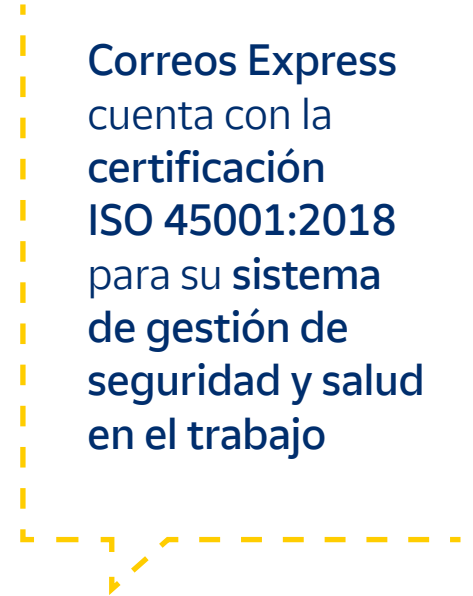 Correos Express
cuenta con la
certificación
ISO 45001:2018
para su sistema
de gestión de
seguridad y salud
en el trabajo